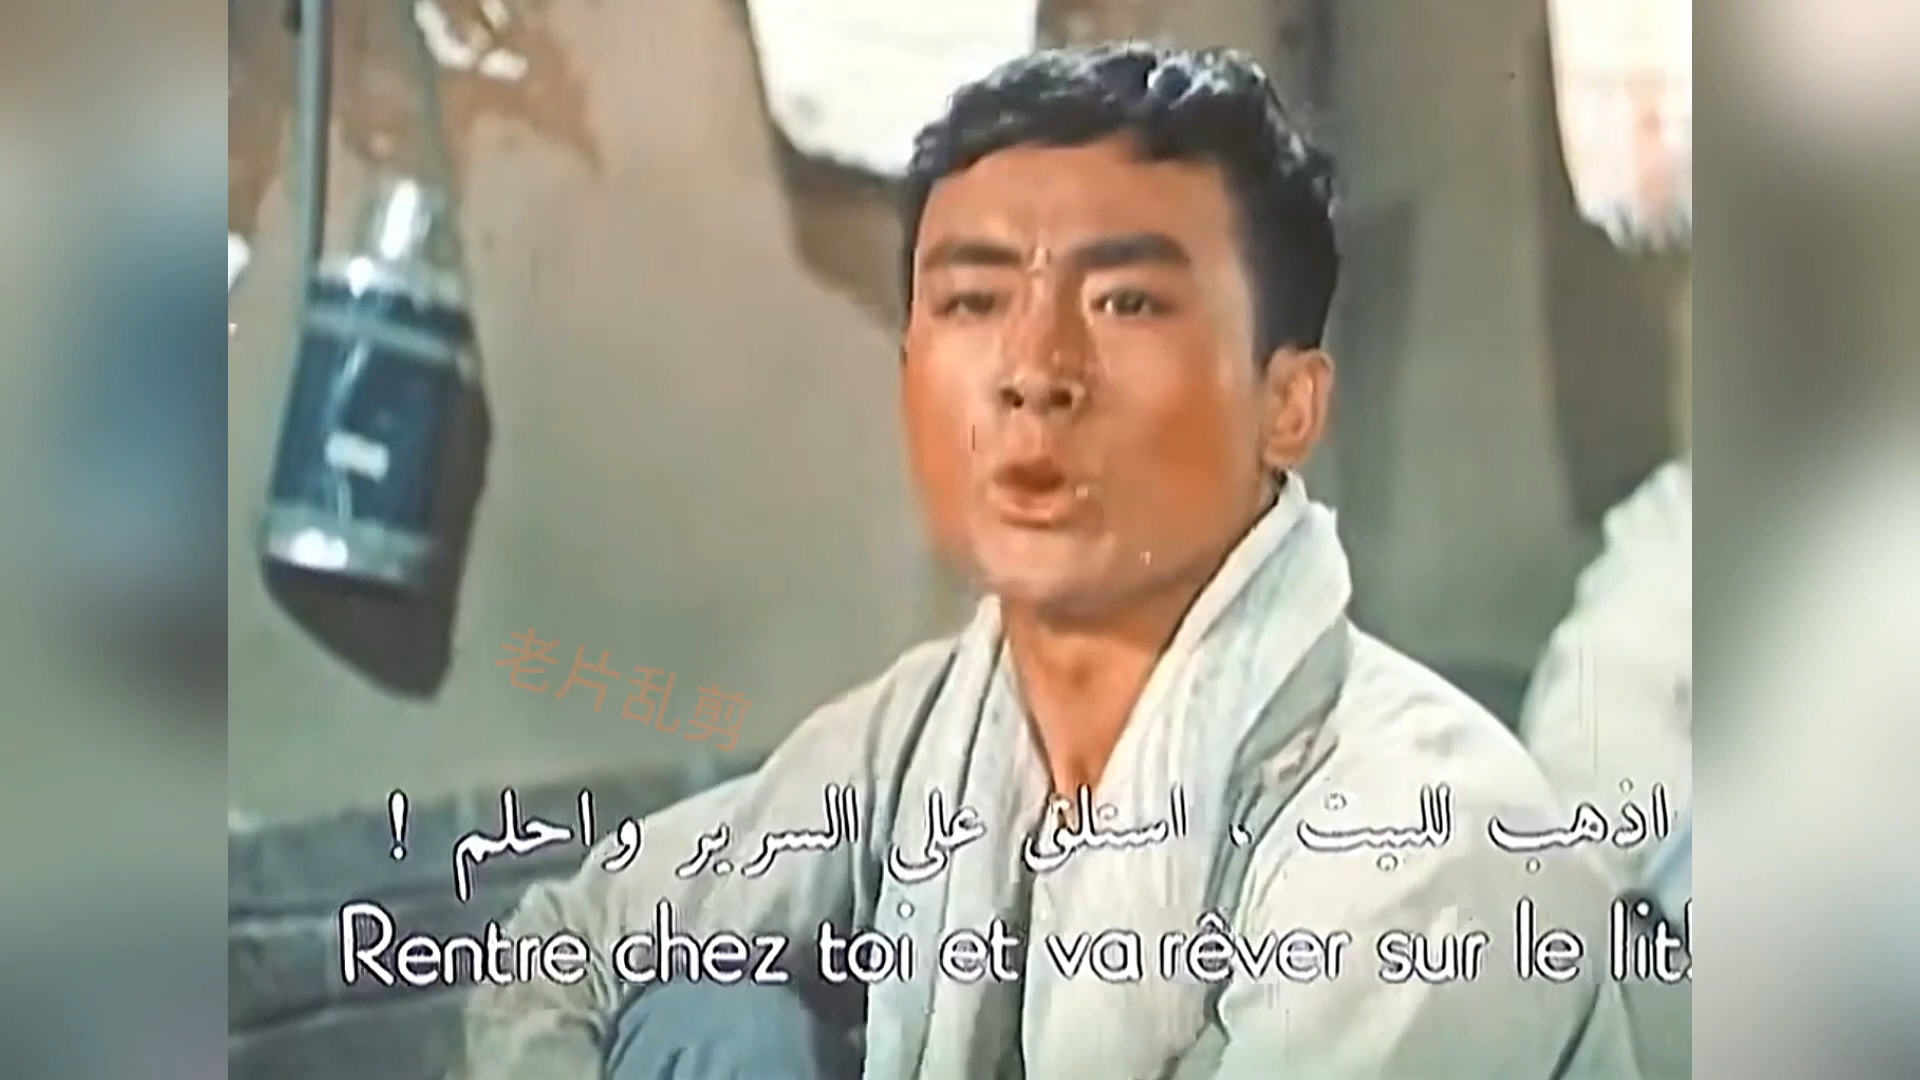 老片乱剪
اذهب للبيت ، استلق على السرير واحلم !
Rentre chez toi et va rêver sur le lit!